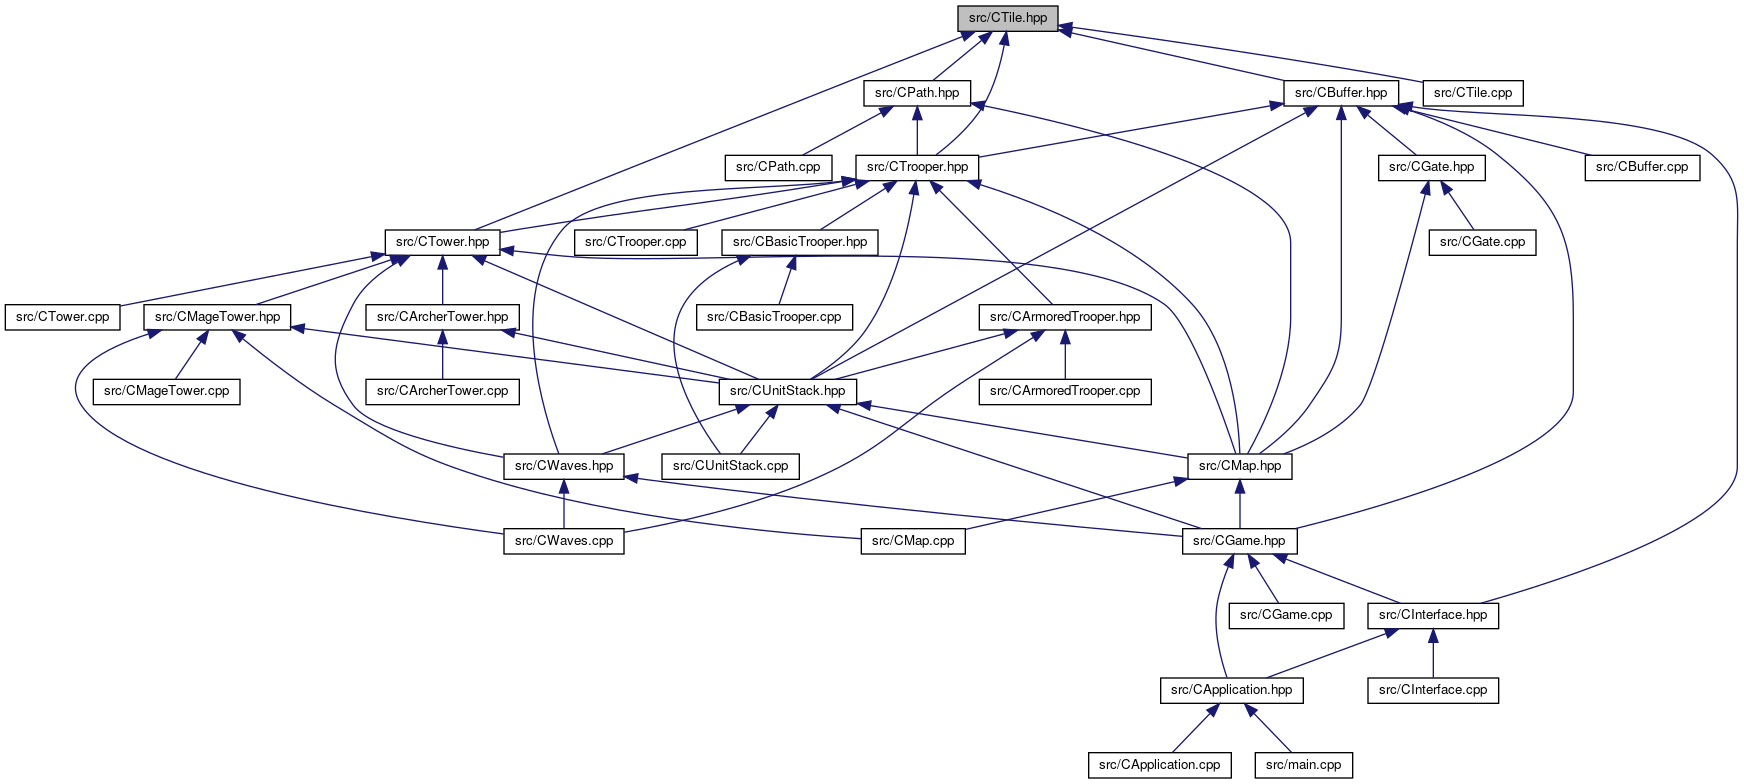 src/CTile.hpp
src/CPath.hpp
src/CBuffer.hpp
src/CTile.cpp
src/CPath.cpp
src/CTrooper.hpp
src/CGate.hpp
src/CBuffer.cpp
src/CTower.hpp
src/CTrooper.cpp
src/CBasicTrooper.hpp
src/CGate.cpp
src/CTower.cpp
src/CMageTower.hpp
src/CArcherTower.hpp
src/CBasicTrooper.cpp
src/CArmoredTrooper.hpp
src/CMageTower.cpp
src/CArcherTower.cpp
src/CUnitStack.hpp
src/CArmoredTrooper.cpp
src/CWaves.hpp
src/CUnitStack.cpp
src/CMap.hpp
src/CWaves.cpp
src/CMap.cpp
src/CGame.hpp
src/CGame.cpp
src/CInterface.hpp
src/CApplication.hpp
src/CInterface.cpp
src/CApplication.cpp
src/main.cpp